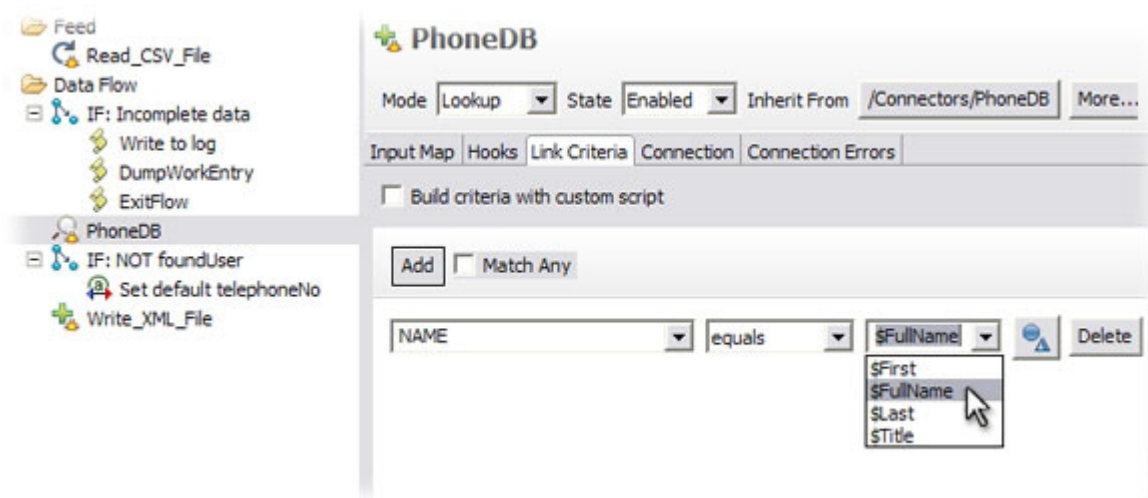 Feed
Read_CSV_File
Data Flow
IF: Incomplete data
Write to log
DumpWorkEntry
ExitFlow
PhoneDB
IF: NOT foundUser
Set default telephoneNo
Write_XML_File
PhoneDB
Mode Lookup State Enabled Inherit From /Connectors/PhoneDB More...
Input Map Hooks Link Criteria Connection Connection Errors
Build criteria with custom script
Add Match Any
NAME equals $FullName Delete
$First
$FullName
$Last
$Title